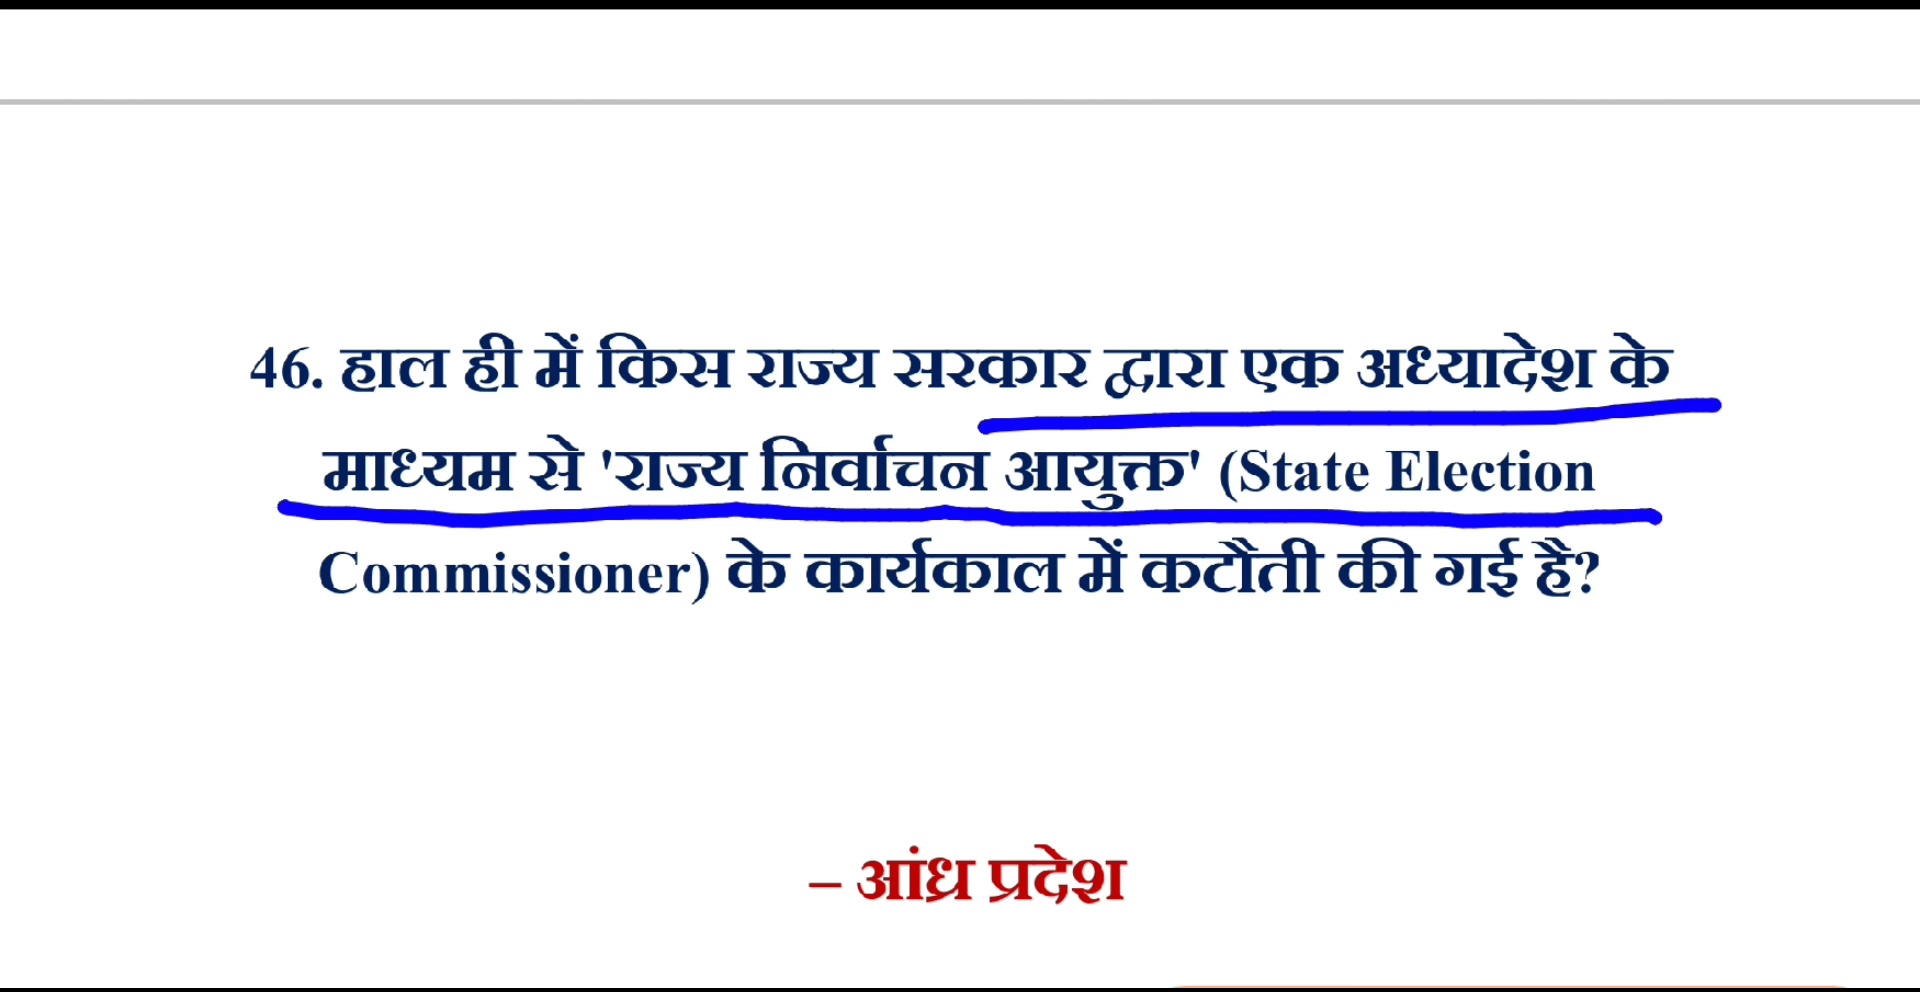 46. हाल ही में किस राज्य सरकार द्वारा एक अध्यादेश के
माध्यम से 'राज्य निर्वाचन आयुक्त' (State Election
Commissioner) के कार्यकाल में कटौती की गई है?
– आंध्र प्रदेश